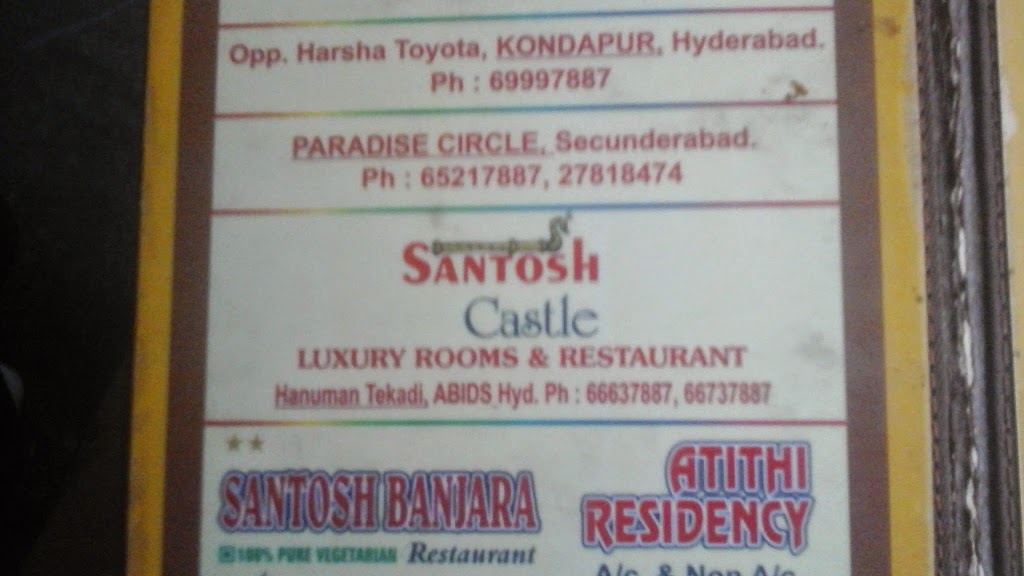 Opp. Harsha Toyota, KONDAPUR, Hyderabad.
Ph : 69997887
PARADISE CIRCLE, Secunderabad.
Ph : 65217887, 27818474
SANTOSH
Castle
LUXURY ROOMS & RESTAURANT
Hanuman Tekadi, ABIDS Hyd. Ph : 66637887, 66737887
SANTOSH BANJARA
100% PURE VEGETARIAN Restaurant
ATITHI
RESIDENCY
A/c. & Non A/c